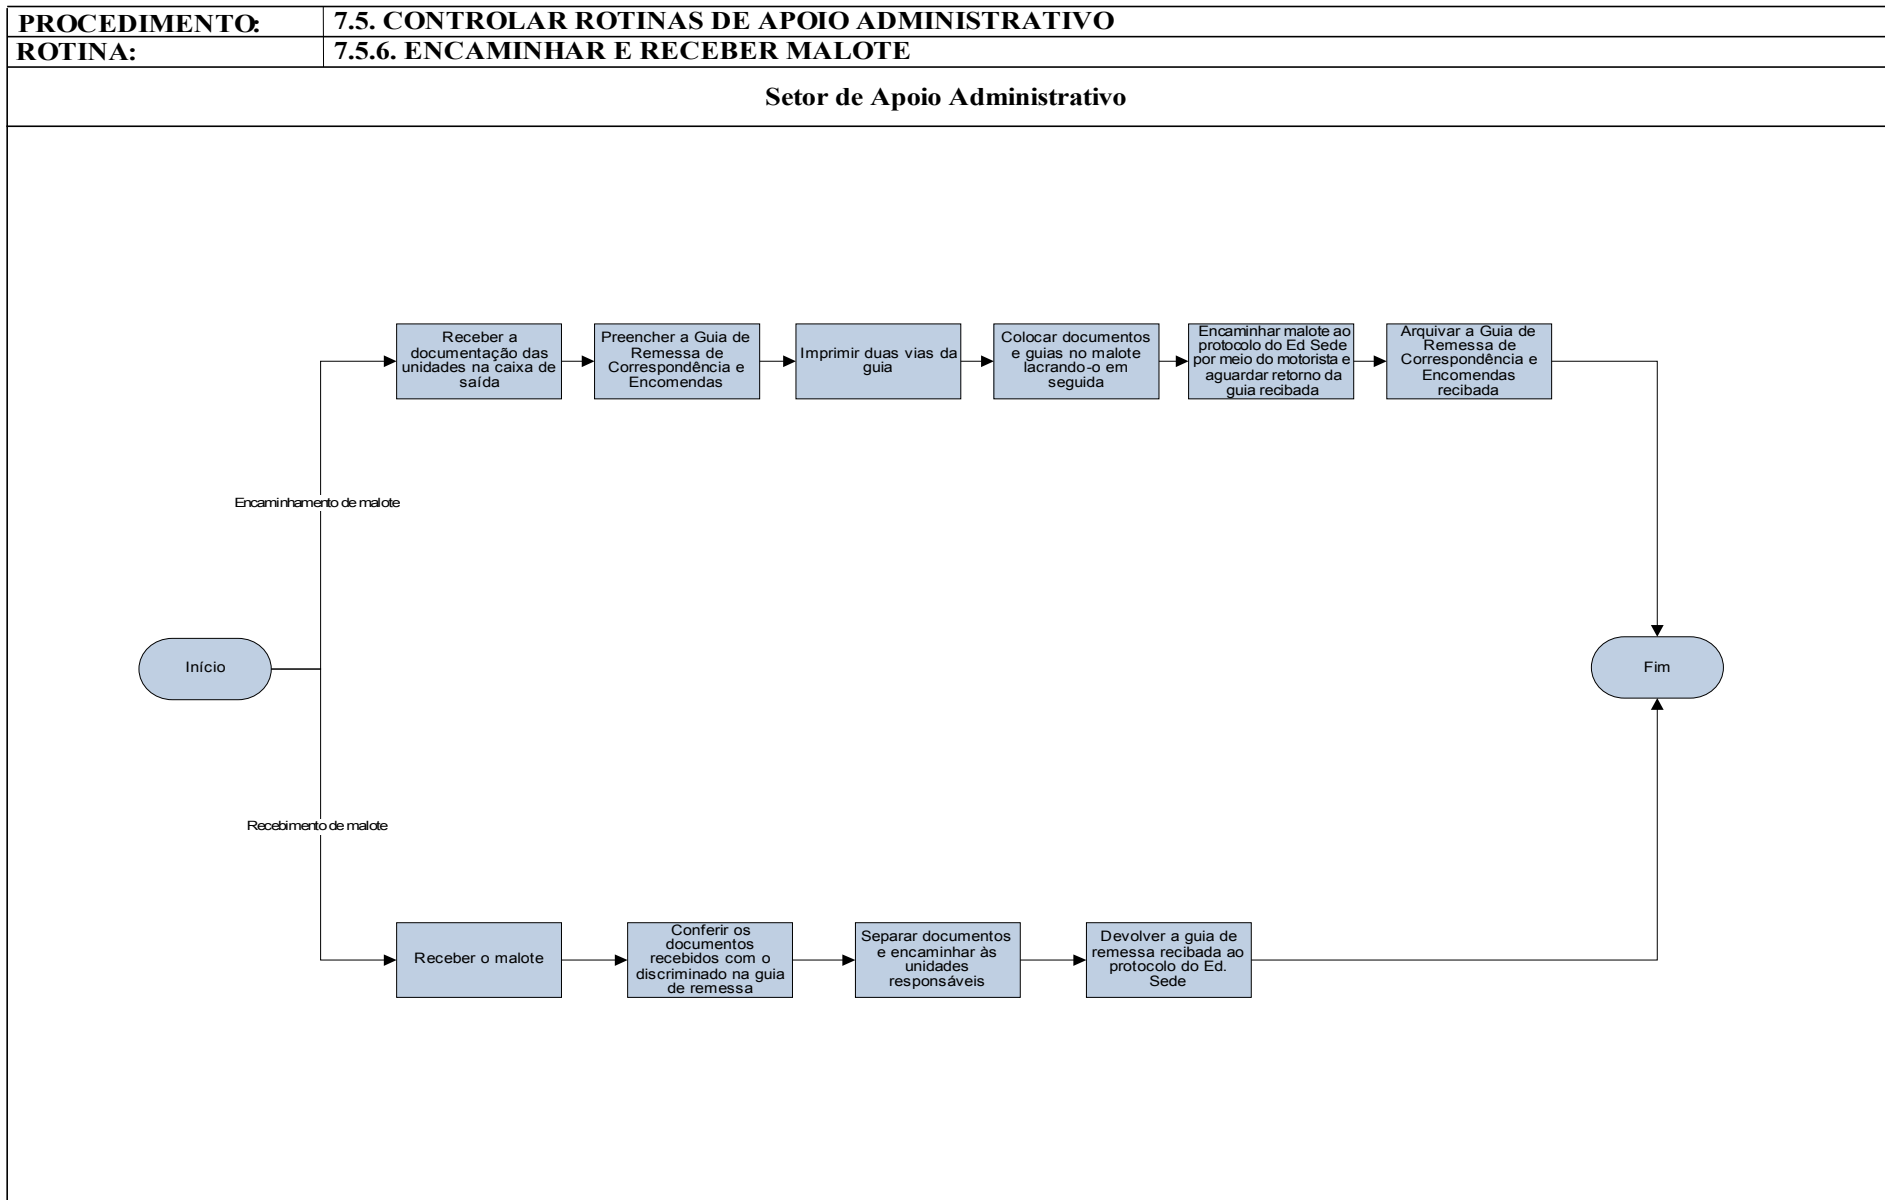 PROCEDIMENTO:
7.5. CONTROLAR ROTINAS DE APOIO ADMINISTRATIVO
ROTINA:
7.5.6. ENCAMINHAR E RECEBER MALOTE
Setor de Apoio Administrativo
Receber a
documentação das
unidades na caixa de
saída
Preencher a Guia de
Remessa de
Correspondência e
Encomendas
Imprimir duas vias da
guia
Colocar documentos
e guias no malote
lacrando-o em
seguida
Encaminhar malote ao
protocolo do Ed Sede
por meio do motorista e
aguardar retorno da
guia recibada
Arquivar a Guia de
Remessa de
Correspondência e
Encomendas
recibada
Encaminhamento de malote
Início
Fim
Recebimento de malote
Receber o malote
Conferir os
documentos
recebidos com o
discriminado na guia
de remessa
Separar documentos
e encaminhar às
unidades
responsáveis
Devolver a guia de
remessa recibada ao
protocolo do Ed.
Sede